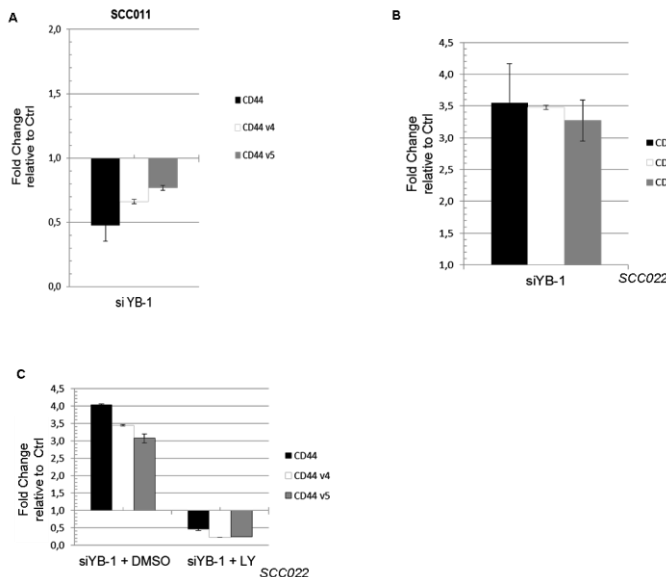 A
SCC011
2,0
1,5
1,0
0,5
0,0
Fold Change
relative to Ctrl
CD44
CD44 v4
CD44 v5
si YB-1
B
4,5
4,0
3,5
3,0
2,5
2,0
1,5
1,0
Fold Change
relative to Ctrl
CD
CD
CD
siYB-1
SCC022
C
4,5
4,0
3,5
3,0
2,5
2,0
1,5
1,0
0,5
0,0
Fold Change
relative to Ctrl
CD44
CD44 v4
CD44 v5
siYB-1 + DMSO
siYB-1 + LY
SCC022